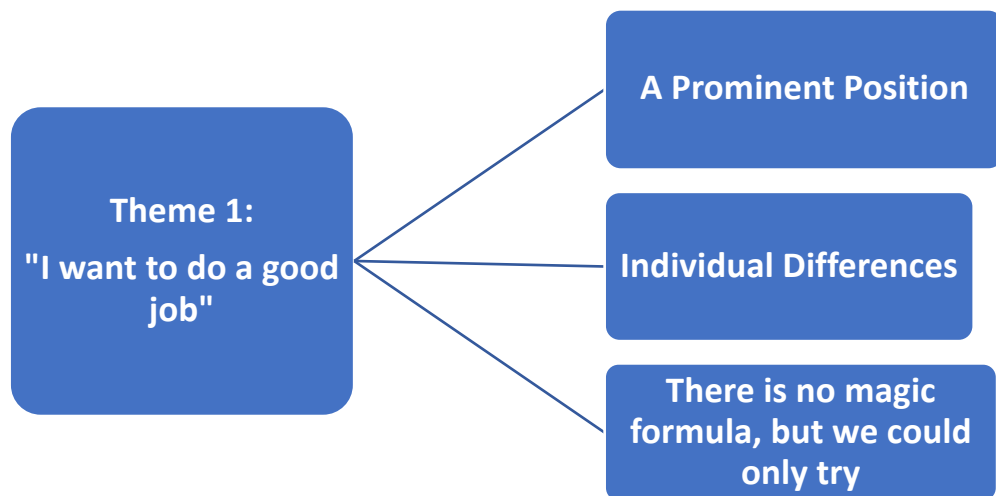 Theme 1:
"I want to do a good
job"
A Prominent Position
Individual Differences
There is no magic
formula, but we could
only try